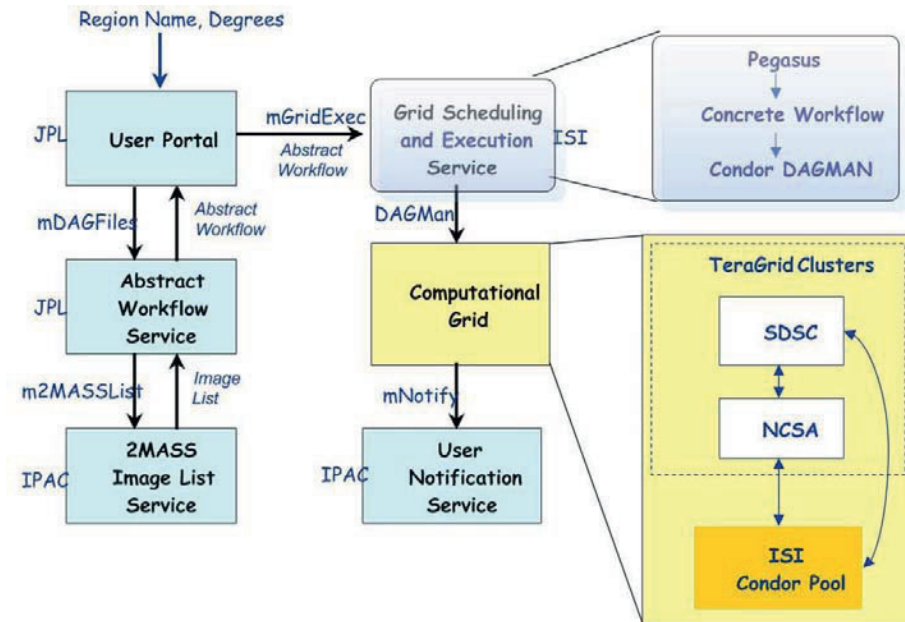 Region Name, Degrees
JPL
User Portal
mGridExec
Abstract
Workflow
Grid Scheduling
and Execution
Service
ISI
Pegasus
Concrete Workflow
Condor DAGMAN
mDAGFiles
Abstract
Workflow
DAGMan
JPL
Abstract
Workflow
Service
Computational
Grid
TeraGrid Clusters
SDSC
NCSA
m2MASSList
Image
List
mNotify
IPAC
2MASS
Image List
Service
IPAC
User
Notification
Service
ISI
Condor Pool